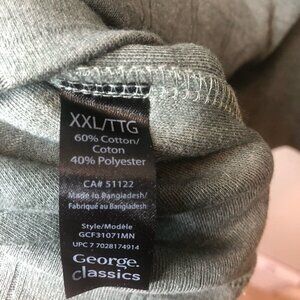 XXL/TTG
60% Cotton/
Coton
40% Polyester
CA# 51122
Made in Bangladesh/
Fabriqué au Bangladesh
Style/Modèle
GCF31071MN
UPC 7 7028174914
George.
classics